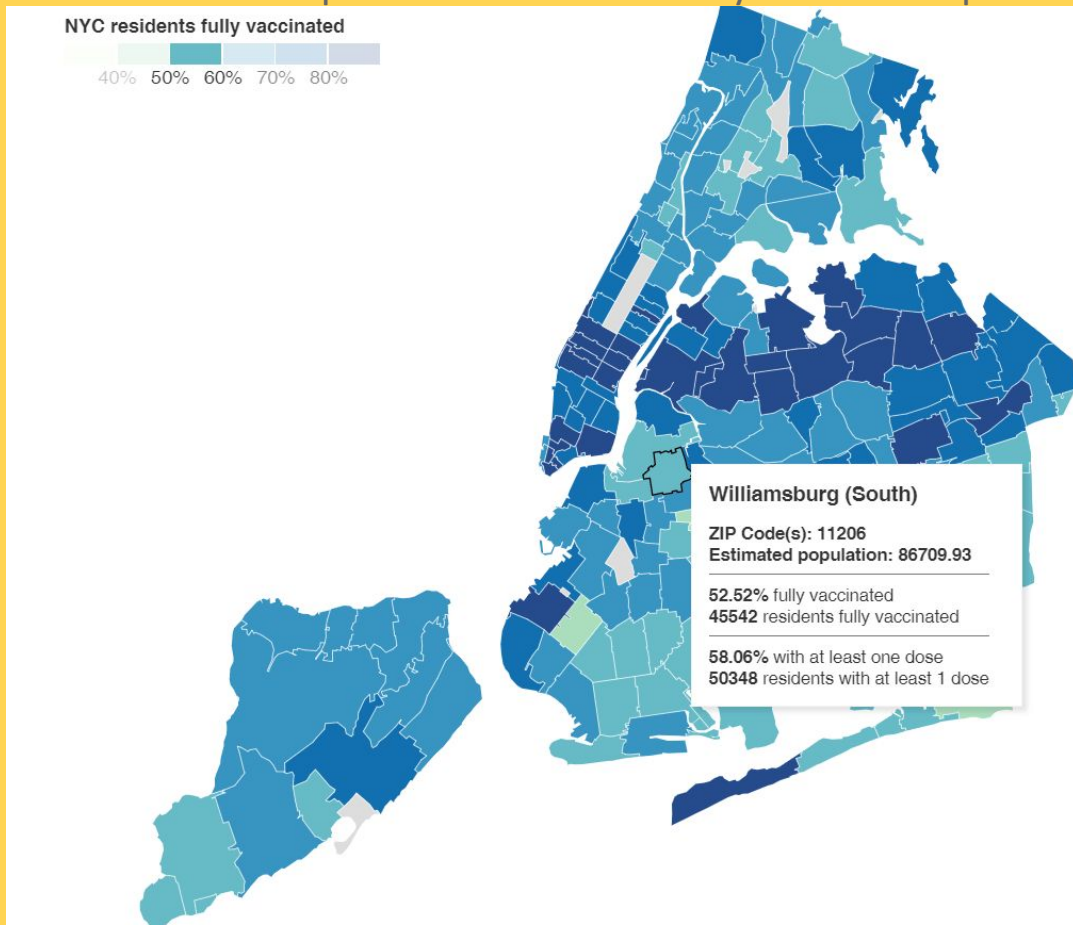 NYC residents fully vaccinated
40% 50% 60% 70% 80%
Williamsburg (South)
ZIP Code(s): 11206
Estimated population: 86709.93
52.52% fully vaccinated
45542 residents fully vaccinated
58.06% with at least one dose
50348 residents with at least 1 dose